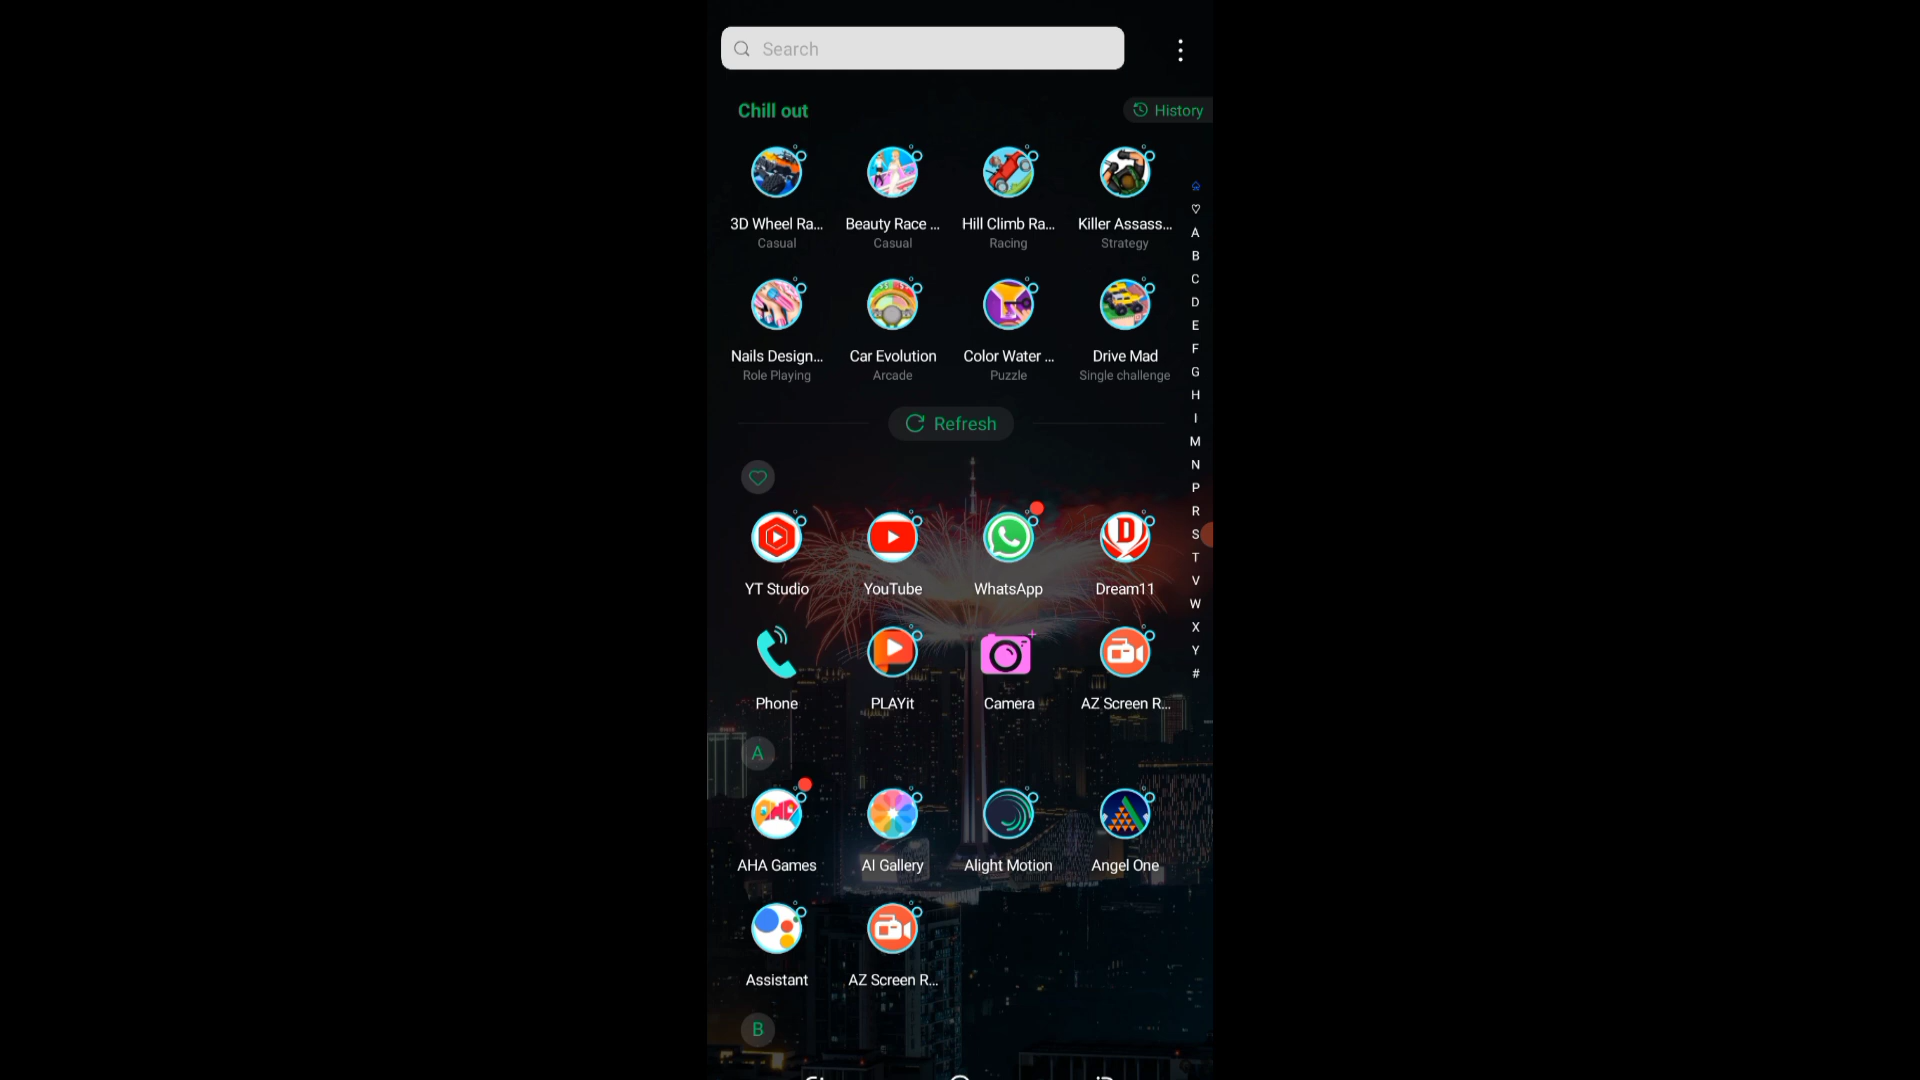 Search
Chill out
History
3D Wheel Ra... Beauty Race ... Hill Climb Ra... Killer Assass...
Casual Casual Racing Strategy
Nails Design... Car Evolution Color Water ... Drive Mad
Role Playing Arcade Puzzle Single challenge
Refresh
YT Studio YouTube WhatsApp Dream11
Phone PLAYit Camera AZ Screen R...
A
AHA Games AI Gallery Alight Motion Angel One
Assistant AZ Screen R...
B
A
B
C
D
E
F
G
H
I
M
N
P
R
S
T
V
W
X
Y
#